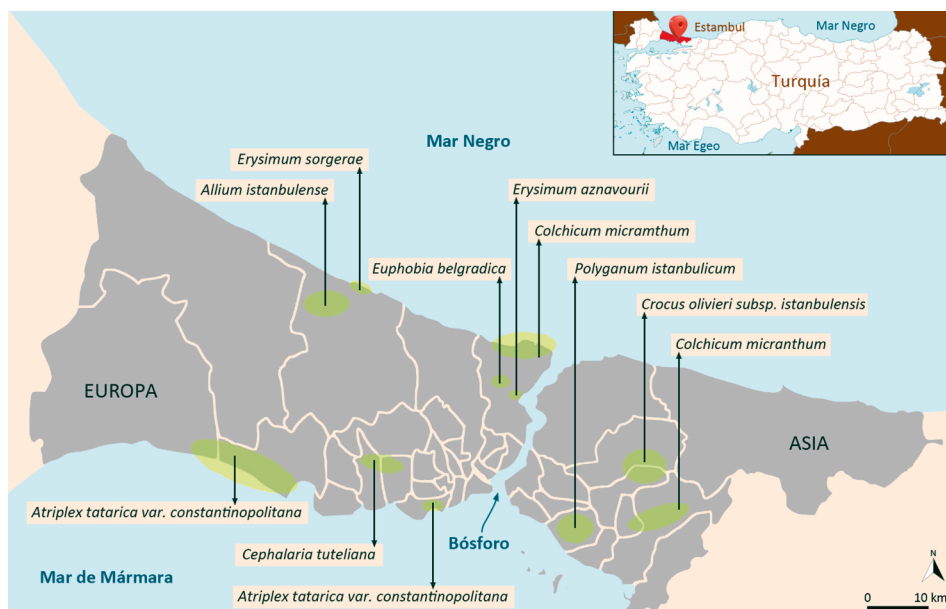 Estambul
Mar Negro
Turquía
Mar Egeo
Mar Negro
Erysimum sorgerae
Allium istanbulense
Erysimum aznavourii
Colchicum micramthum
Euphobia belgradica
Polyganum istanbulicum
Crocus olivieri subsp. istanbulensis
Colchicum micranthum
EUROPA
ASIA
Atriplex tatarica var. constantinopolitana
Bósforo
Cephalaria tuteliana
Mar de Mármara
Atriplex tatarica var. constantinopolitana
N
0 10 km